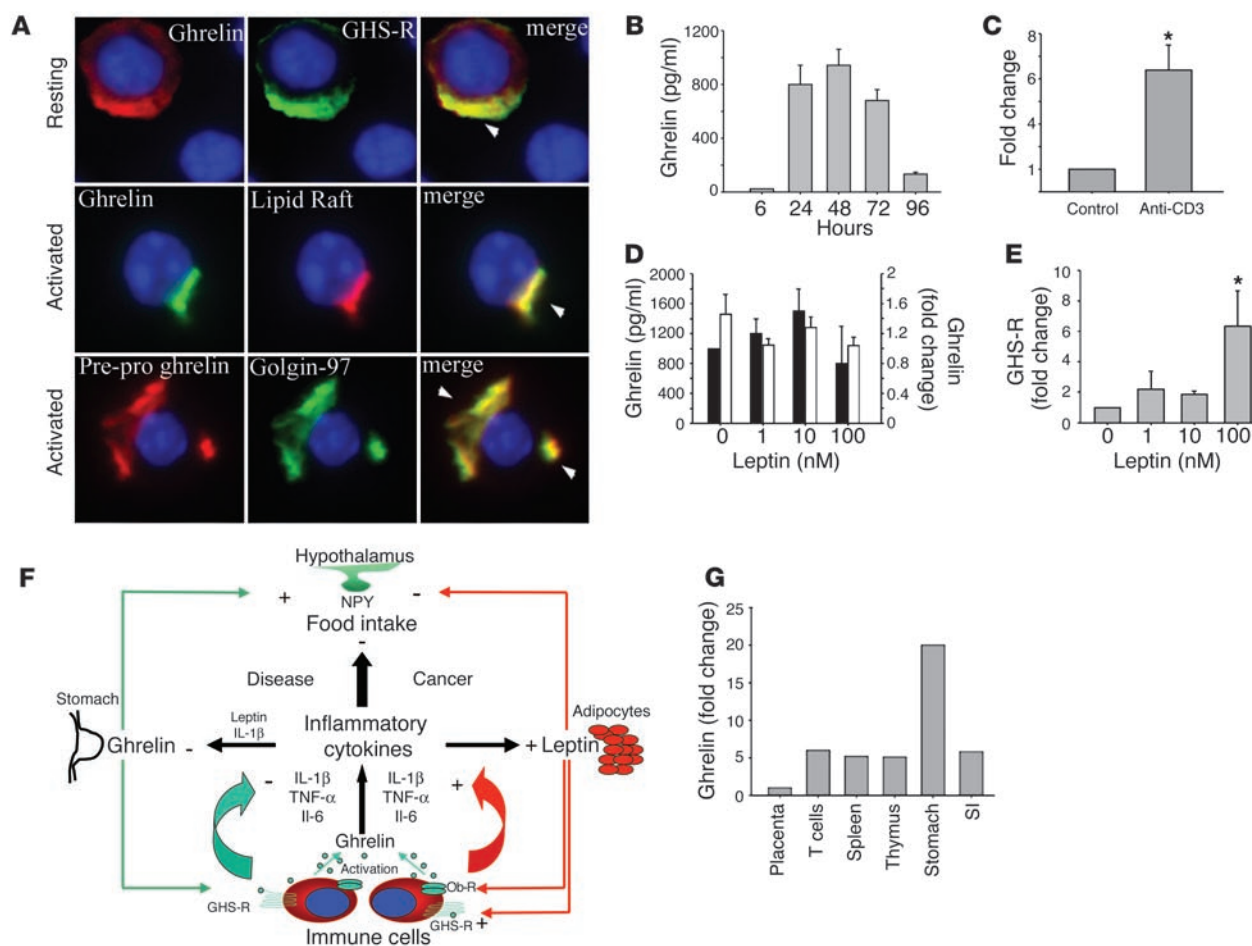 A
Resting
Ghrelin
GHS-R
merge
Activated
Ghrelin
Lipid Raft
merge
Activated
Pre-pro ghrelin
Golgin-97
merge
B
Ghrelin (pg/ml)
1200
800
400
0
6 24 48 72 96
Hours
C
Fold change
8
6
4
2
1
*
Control Anti-CD3
D
Ghrelin (pg/ml)
2000
1600
1200
1000
800
400
0
2
1.6
1.2
1
0.8
0.4
0
Ghrelin
(fold change)
0 1 10 100
Leptin (nM)
E
GHS-R
(fold change)
10
8
6
4
2
0
*
0 1 10 100
Leptin (nM)
F
Hypothalamus
+ NPY -
Food intake
-
Disease Cancer
Stomach
Leptin
IL-1β
Inflammatory
cytokines
Adipocytes
Ghrelin -
+ Leptin
- IL-1β IL-1β +
TNF-α TNF-α
Il-6 Il-6
Ghrelin
Activation
Ob-R
GHS-R
GHS-R +
Immune cells
G
Ghrelin (fold change)
25
20
15
10
5
0
Placenta
T cells
Spleen
Thymus
Stomach
SI